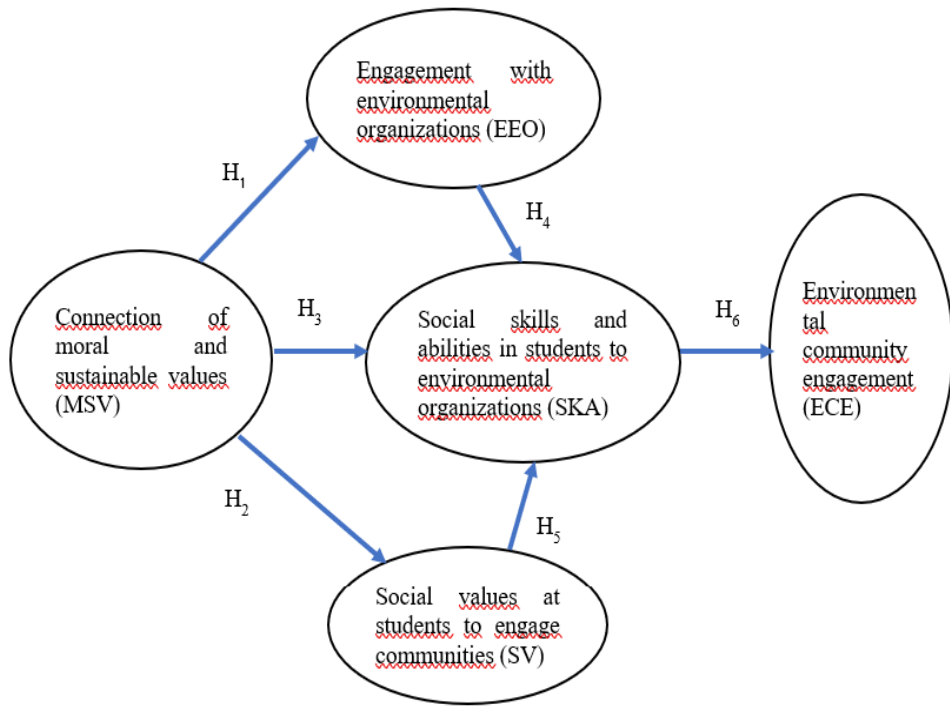 Engagement with
environmental
organizations (EEO)
H1
H4
Connection of
moral and
sustainable values
(MSV)
H3
Social skills and
abilities in students to
environmental
organizations (SKA)
H6
Environmen
tal
community
engagement
(ECE)
H2
H5
Social values at
students to engage
communities (SV)